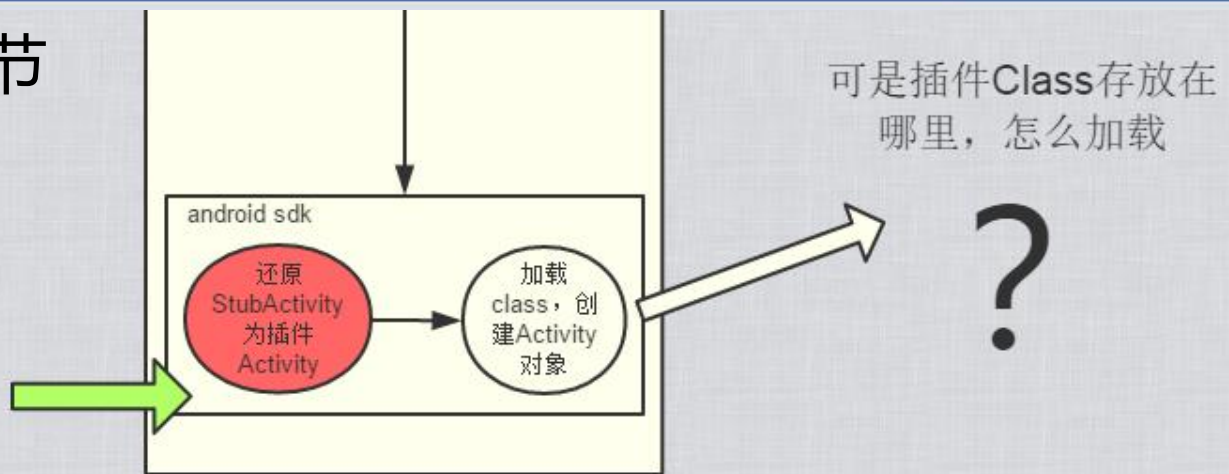 节
可是插件Class存放在
哪里，怎么加载
?
android sdk
还原
StubActivity
为插件
Activity
加载
class，创
建Activity
对象